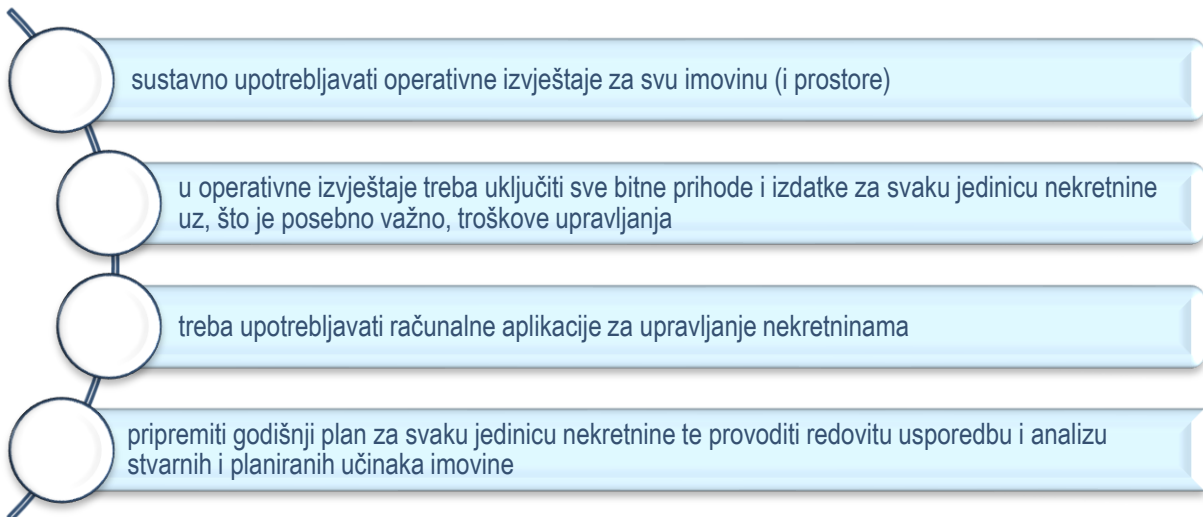 sustavno upotrebljavati operativne izvještaje za svu imovinu (i prostore)
u operativne izvještaje treba uključiti sve bitne prihode i izdatke za svaku jedinicu nekretnine
uz, što je posebno važno, troškove upravljanja
treba upotrebljavati računalne aplikacije za upravljanje nekretninama
pripremiti godišnji plan za svaku jedinicu nekretnine te provoditi redovitu usporedbu i analizu
stvarnih i planiranih učinaka imovine